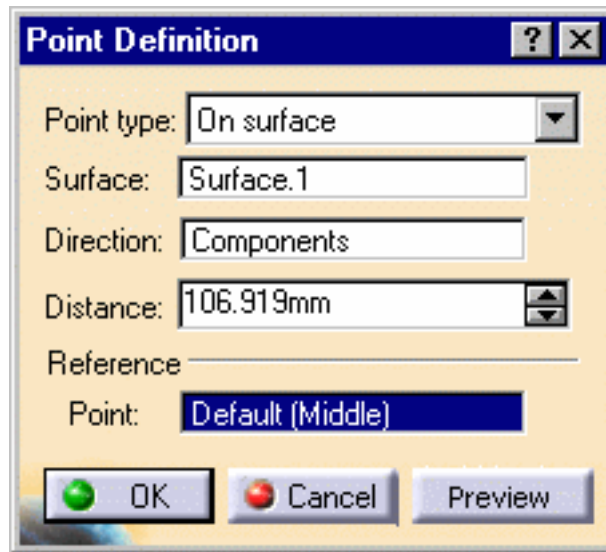 Point Definition ? X
Point type: On surface
Surface: Surface.1
Direction: Components
Distance: 106.919mm
Reference
Point: Default (Middle)
OK Cancel Preview